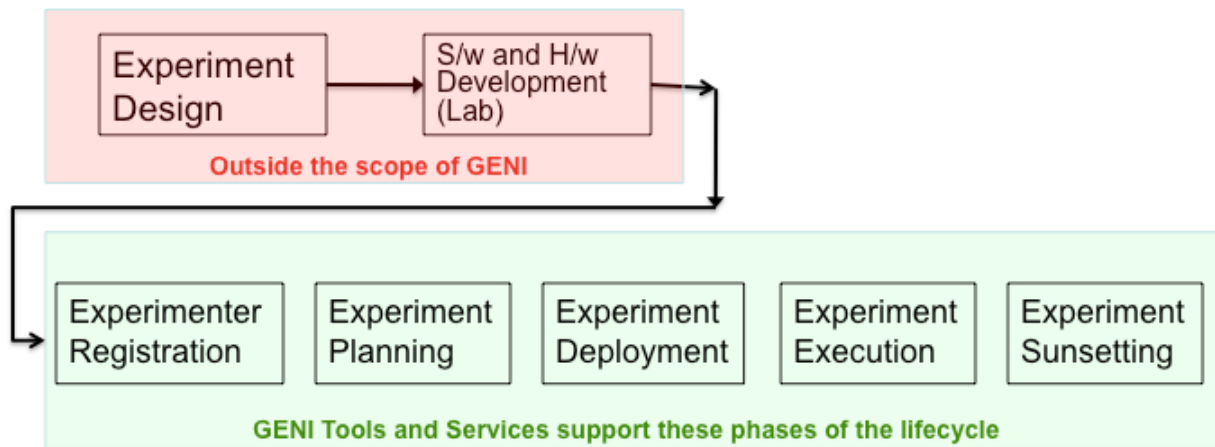 Experiment
Design
S/w and H/w
Development
(Lab)
Outside the scope of GENI
Experimenter
Registration
Experiment
Planning
Experiment
Deployment
Experiment
Execution
Experiment
Sunsetting
GENI Tools and Services support these phases of the lifecycle